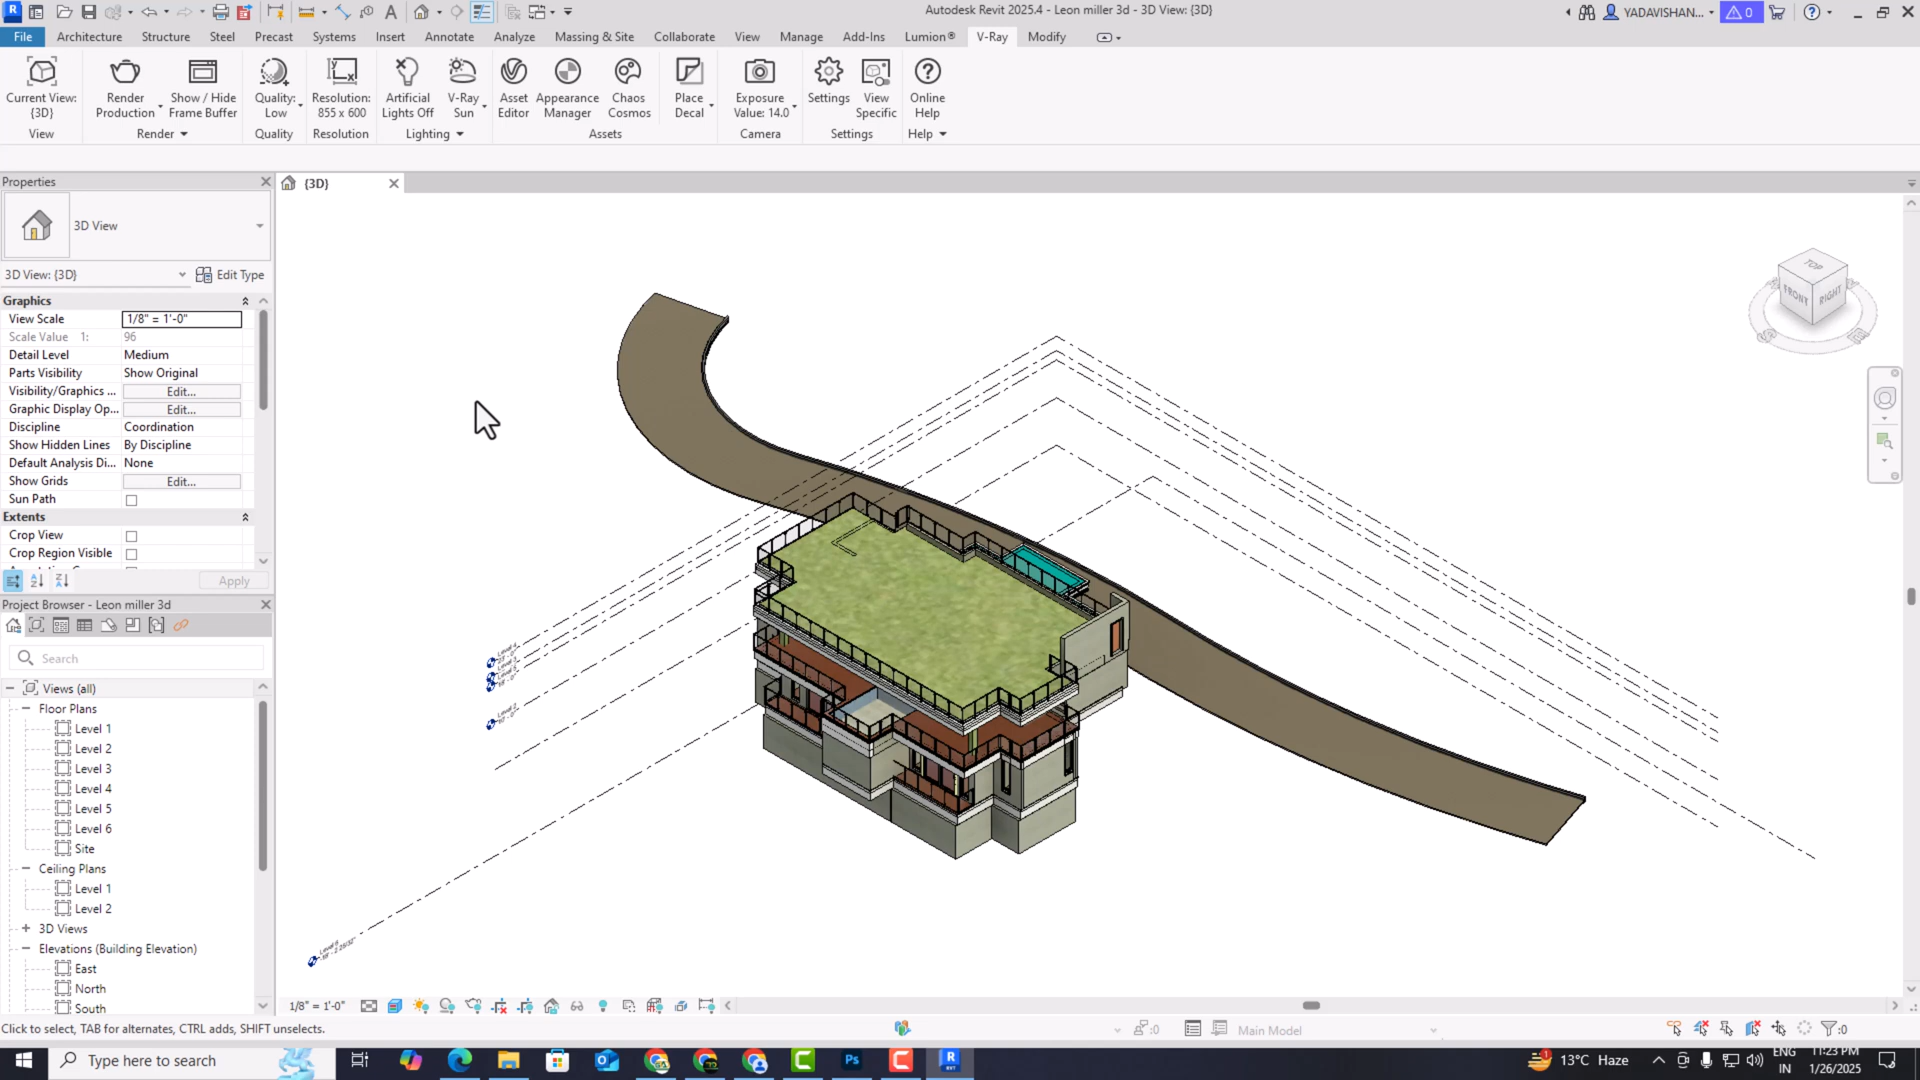 Autodesk Revit 2025.4 - Leon miller 3d - 3D View: {3D}
YADAVISHAN...
0
File Architecture Structure Steel Precast Systems Insert Annotate Analyze Massing & Site Collaborate View Manage Add-Ins Lumion® V-Ray Modify
Current View: {3D}
Render Production
Show / Hide Frame Buffer
Quality: Low
Resolution: 855 x 600
Artificial Lights Off
V-Ray Sun
Asset Editor
Appearance Manager
Chaos Cosmos
Place Decal
Exposure Value: 14.0
Settings
View Specific
Online Help
View Render Quality Resolution Lighting Assets Camera Settings Help
Properties
{3D}
3D View
3D View: {3D} Edit Type
Graphics
View Scale 1/8" = 1'-0"
Scale Value 1: 96
Detail Level Medium
Parts Visibility Show Original
Visibility/Graphics ... Edit...
Graphic Display Op... Edit...
Discipline Coordination
Show Hidden Lines By Discipline
Default Analysis Di... None
Show Grids Edit...
Sun Path
Extents
Crop View
Crop Region Visible
Apply
TOP
FRONT
RIGHT
Project Browser - Leon miller 3d
Search
Views (all)
Floor Plans
Level 1
Level 2
Level 3
Level 4
Level 5
Level 6
Site
Ceiling Plans
Level 1
Level 2
3D Views
Elevations (Building Elevation)
East
North
South
1/8" = 1'-0"
Click to select, TAB for alternates, CTRL adds, SHIFT unselects.
:0
Main Model
:0
Type here to search
13°C Haze
ENG
IN
11:23 PM
1/26/2025